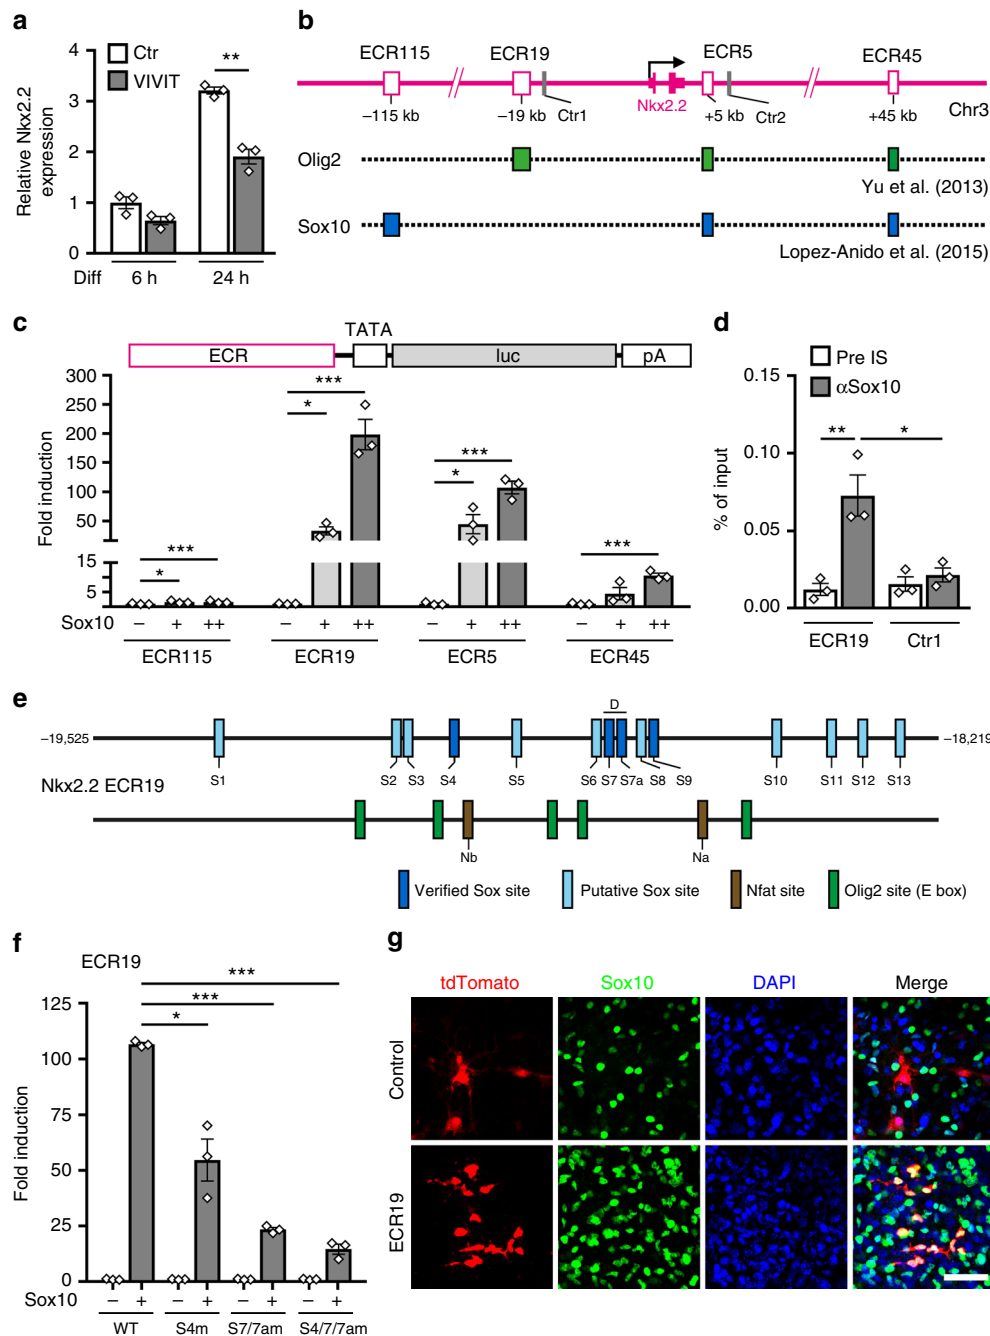 a
Ctr
VIVIT
**
Relative Nkx2.2 expression
4
3
2
1
0
Diff 6 h 24 h
b
ECR115 ECR19 ECR5 ECR45
Nkx2.2
Ctr1 Ctr2
–115 kb –19 kb +5 kb +45 kb
Chr3
Olig2
Yu et al. (2013)
Sox10
Lopez-Anido et al. (2015)
c
TATA
ECR luc pA
Fold induction
300
250
200
150
100
50
15
5
* *** * *** * *** ***
Sox10 – + ++ – + ++ – + ++ – + ++
ECR115 ECR19 ECR5 ECR45
d
Pre IS
αSox10
% of input
0.15
0.10
0.05
0.00
** *
ECR19 Ctr1
e
D
–19,525 –18,219
S1 S2 S3 S4 S5 S6 S7 S7a S8 S9 S10 S11 S12 S13
Nkx2.2 ECR19
Nb Na
Verified Sox site Putative Sox site Nfat site Olig2 site (E box)
f
ECR19
***
***
*
Fold induction
125
100
75
50
25
0
Sox10 – + – + – + – +
WT S4m S7/7am S4/7/7am
g
tdTomato Sox10 DAPI Merge
Control
ECR19